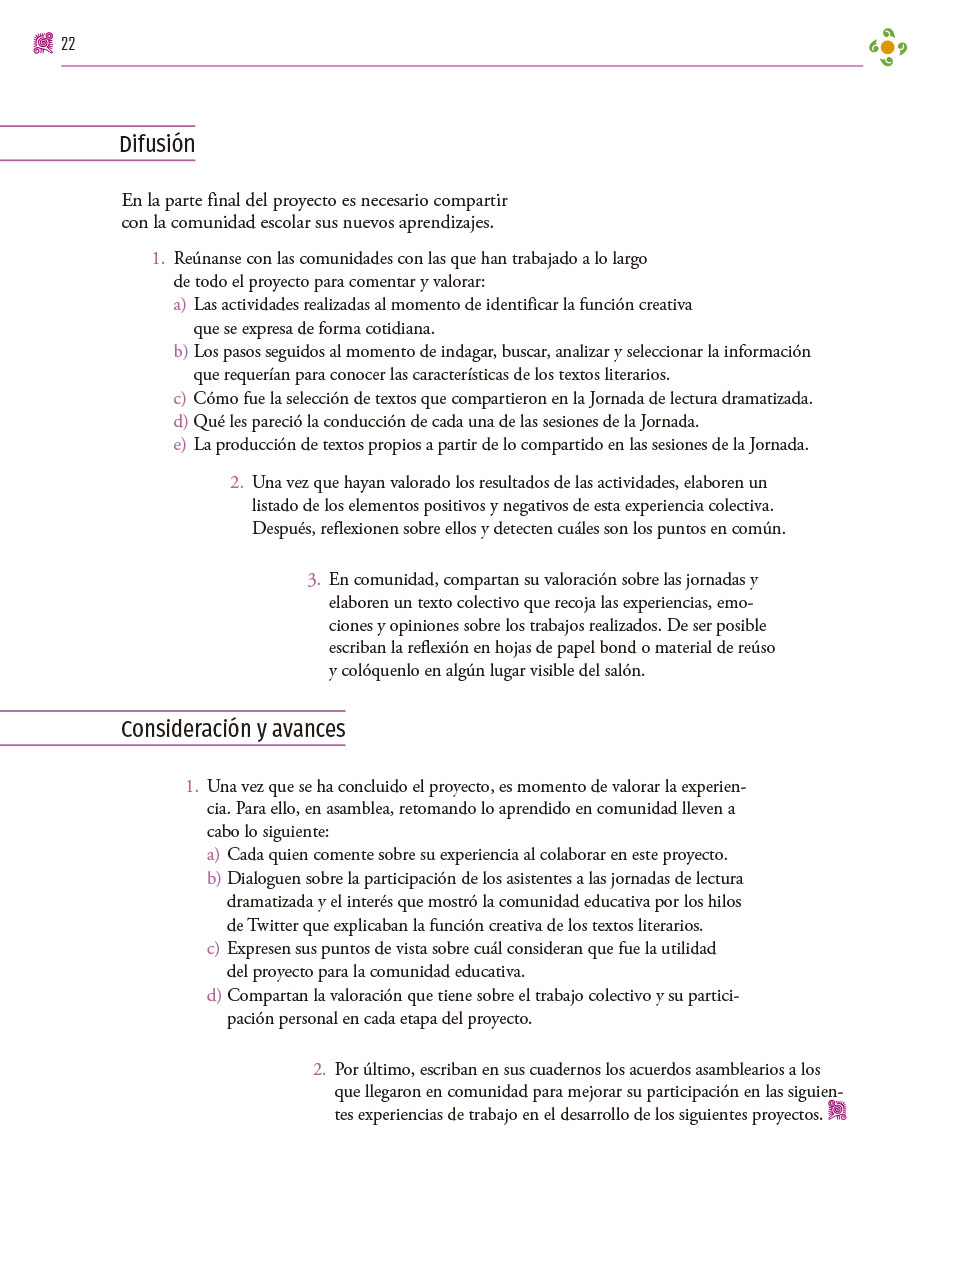 22
Difusión
En la parte final del proyecto es necesario compartir
con la comunidad escolar sus nuevos aprendizajes.
1. Reúnanse con las comunidades con las que han trabajado a lo largo
de todo el proyecto para comentar y valorar:
a) Las actividades realizadas al momento de identificar la función creativa
que se expresa de forma cotidiana.
b) Los pasos seguidos al momento de indagar, buscar, analizar y seleccionar la información
que requerían para conocer las características de los textos literarios.
c) Cómo fue la selección de textos que compartieron en la Jornada de lectura dramatizada.
d) Qué les pareció la conducción de cada una de las sesiones de la Jornada.
e) La producción de textos propios a partir de lo compartido en las sesiones de la Jornada.
2. Una vez que hayan valorado los resultados de las actividades, elaboren un
listado de los elementos positivos y negativos de esta experiencia colectiva.
Después, reflexionen sobre ellos y detecten cuáles son los puntos en común.
3. En comunidad, compartan su valoración sobre las jornadas y
elaboren un texto colectivo que recoja las experiencias, emo-
ciones y opiniones sobre los trabajos realizados. De ser posible
escriban la reflexión en hojas de papel bond o material de reúso
y colóquenlo en algún lugar visible del salón.
Consideración y avances
1. Una vez que se ha concluido el proyecto, es momento de valorar la experien-
cia. Para ello, en asamblea, retomando lo aprendido en comunidad lleven a
cabo lo siguiente:
a) Cada quien comente sobre su experiencia al colaborar en este proyecto.
b) Dialoguen sobre la participación de los asistentes a las jornadas de lectura
dramatizada y el interés que mostró la comunidad educativa por los hilos
de Twitter que explicaban la función creativa de los textos literarios.
c) Expresen sus puntos de vista sobre cuál consideran que fue la utilidad
del proyecto para la comunidad educativa.
d) Compartan la valoración que tiene sobre el trabajo colectivo y su partici-
pación personal en cada etapa del proyecto.
2. Por último, escriban en sus cuadernos los acuerdos asamblearios a los
que llegaron en comunidad para mejorar su participación en las siguien-
tes experiencias de trabajo en el desarrollo de los siguientes proyectos.